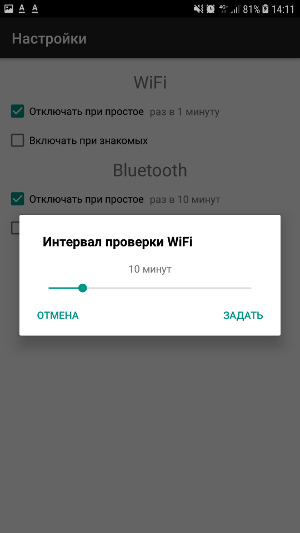 4G 81% 14:11
Настройки
WiFi
Отключать при простое раз в 1 минуту
Включать при знакомых
Bluetooth
Отключать при простое раз в 10 минут
Интервал проверки WiFi
10 минут
ОТМЕНА ЗАДАТЬ